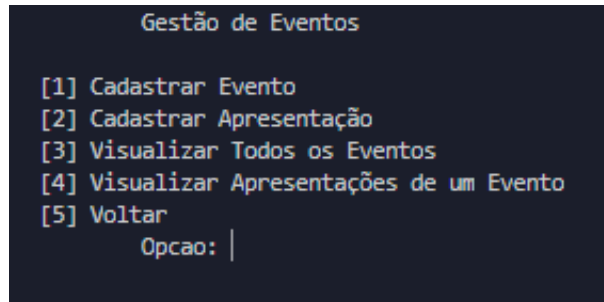 Gestão de Eventos
[1] Cadastrar Evento
[2] Cadastrar Apresentação
[3] Visualizar Todos os Eventos
[4] Visualizar Apresentações de um Evento
[5] Voltar
Opcao: